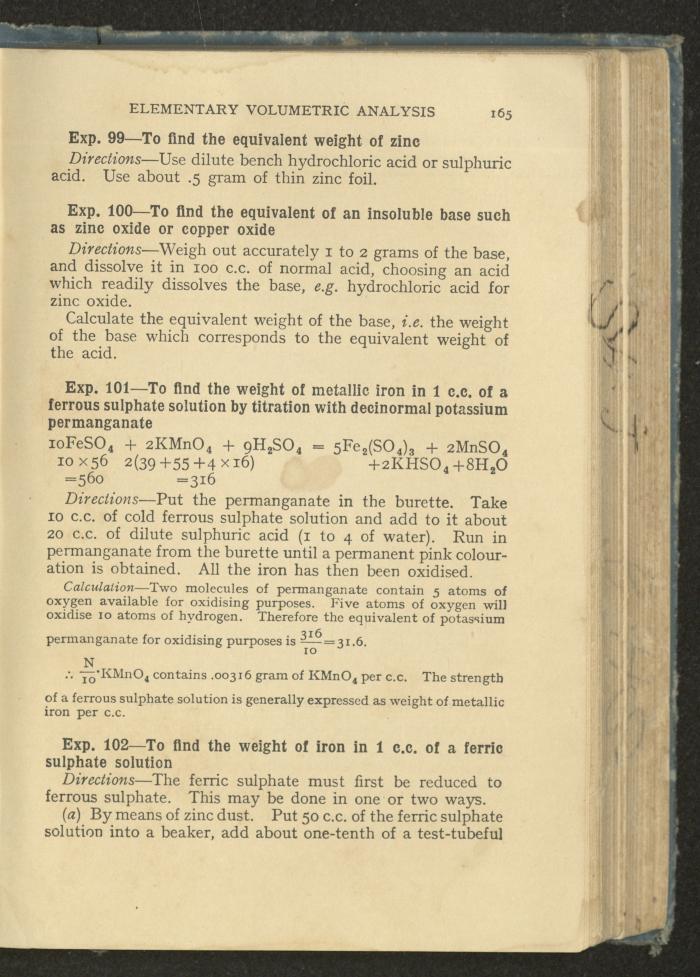 ELEMENTARY VOLUMETRIC ANALYSIS 165
Exp. 99—To find the equivalent weight of zinc
Directions—Use dilute bench hydrochloric acid or sulphuric
acid. Use about .5 gram of thin zinc foil.
Exp. 100—To find the equivalent of an insoluble base such
as zinc oxide or copper oxide
Directions—Weigh out accurately 1 to 2 grams of the base,
and dissolve it in 100 c.c. of normal acid, choosing an acid
which readily dissolves the base, e.g. hydrochloric acid for
zinc oxide.
Calculate the equivalent weight of the base, i.e. the weight
of the base which corresponds to the equivalent weight of
the acid.
Exp. 101—To find the weight of metallic iron in 1 c.c. of a
ferrous sulphate solution by titration with decinormal potassium
permanganate
10FeSO₄ + 2KMnO₄ + 9H₂SO₄ = 5Fe₂(SO₄)₃ + 2MnSO₄
10 × 56 2(39 + 55 + 4 × 16) +2KHSO₄+8H₂O
=560 =316
Directions—Put the permanganate in the burette. Take
10 c.c. of cold ferrous sulphate solution and add to it about
20 c.c. of dilute sulphuric acid (1 to 4 of water). Run in
permanganate from the burette until a permanent pink colour-
ation is obtained. All the iron has then been oxidised.
Calculation—Two molecules of permanganate contain 5 atoms of
oxygen available for oxidising purposes. Five atoms of oxygen will
oxidise 10 atoms of hydrogen. Therefore the equivalent of potassium
permanganate for oxidising purposes is 316/10 = 31.6.
∴ N/10·KMnO₄ contains .00316 gram of KMnO₄ per c.c. The strength
of a ferrous sulphate solution is generally expressed as weight of metallic
iron per c.c.
Exp. 102—To find the weight of iron in 1 c.c. of a ferric
sulphate solution
Directions—The ferric sulphate must first be reduced to
ferrous sulphate. This may be done in one or two ways.
(a) By means of zinc dust. Put 50 c.c. of the ferric sulphate
solution into a beaker, add about one-tenth of a test-tubeful